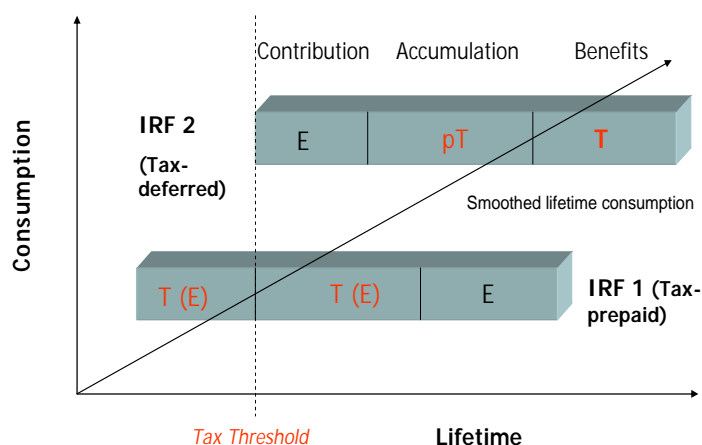 Contribution Accumulation Benefits
Consumption
IRF 2
(Tax-
deferred)
E pT T
Smoothed lifetime consumption
T (E) T (E) E
IRF 1 (Tax-
prepaid)
Tax Threshold Lifetime